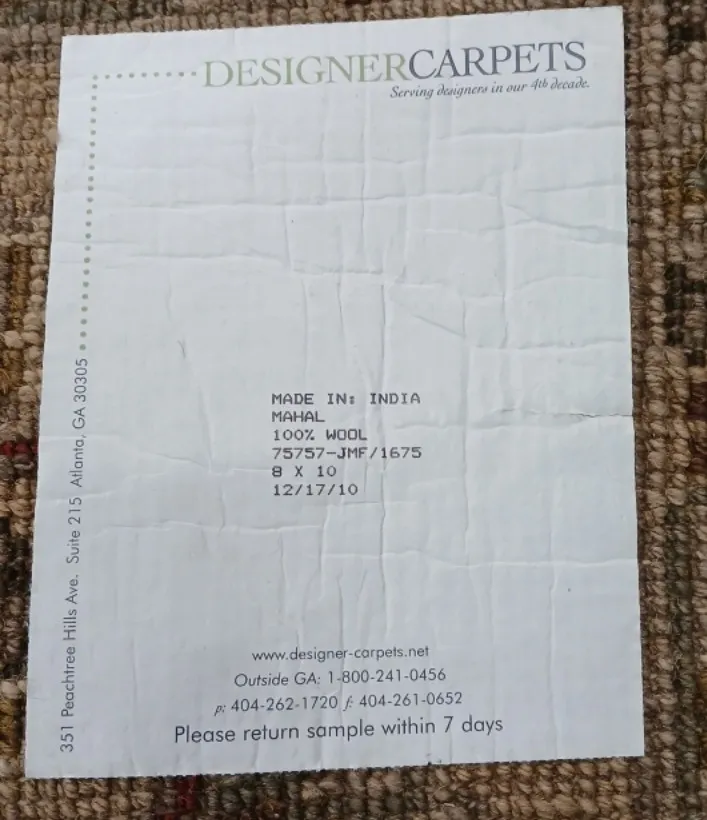 DESIGNERCARPETS
Serving designers in our 4th decade.
351 Peachtree Hills Ave. Suite 215 Atlanta, GA 30305
MADE IN: INDIA
MAHAL
100% WOOL
75757-JMF/1675
8 X 10
12/17/10
www.designer-carpets.net
Outside GA: 1-800-241-0456
p: 404-262-1720 f: 404-261-0652
Please return sample within 7 days